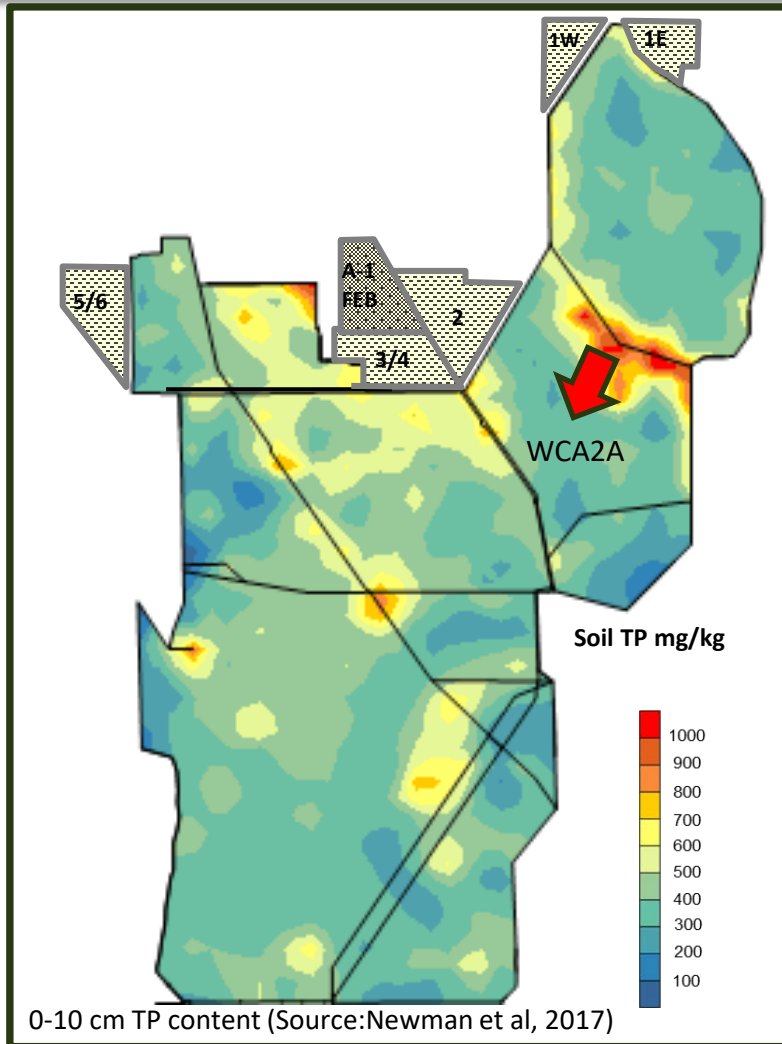 1W
1E
A-1
FEB
5/6
2
3/4
WCA2A
Soil TP mg/kg
1000
900
800
700
600
500
400
300
200
100
0-10 cm TP content (Source:Newman et al, 2017)